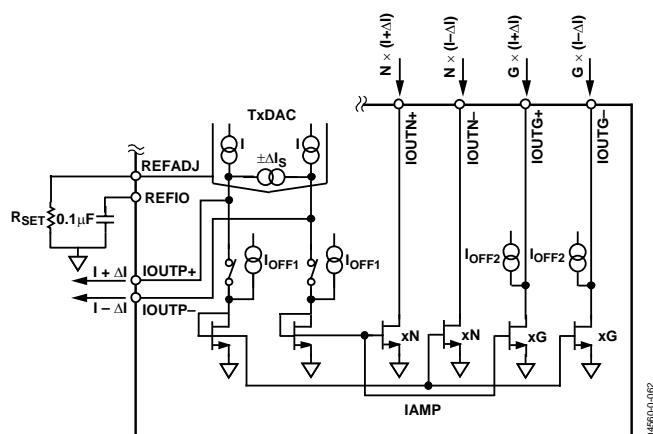 N × (I+ΔI)
N × (I–ΔI)
G × (I+ΔI)
G × (I–ΔI)
TxDAC
I
I
±ΔIS
IOUTN+
IOUTN–
IOUTG+
IOUTG–
REFADJ
REFIO
RSET
0.1µF
IOFF1
IOFF1
IOFF2
IOFF2
I + ΔI
IOUTP+
I – ΔI
IOUTP–
xN
xN
xG
xG
IAMP
04560-0-062